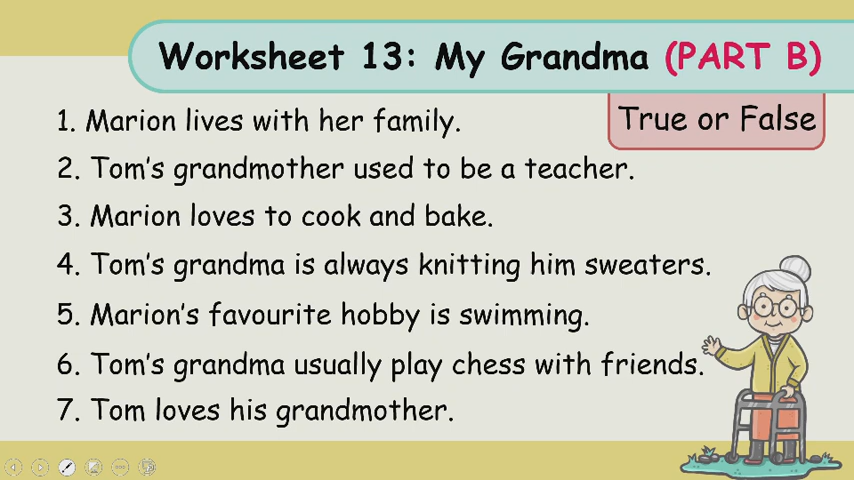 Worksheet 13: My Grandma (PART B)
True or False
1. Marion lives with her family.
2. Tom's grandmother used to be a teacher.
3. Marion loves to cook and bake.
4. Tom's grandma is always knitting him sweaters.
5. Marion's favourite hobby is swimming.
6. Tom's grandma usually play chess with friends.
7. Tom loves his grandmother.